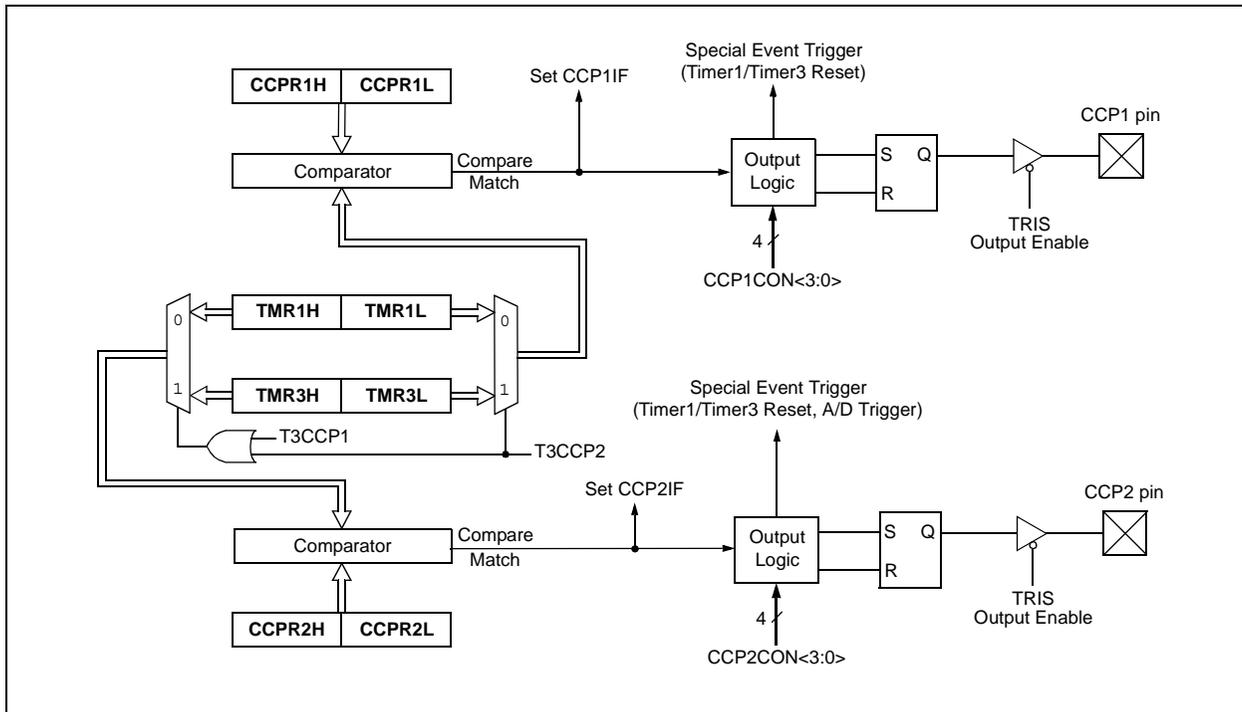 Special Event Trigger
(Timer1/Timer3 Reset)
Set CCP1IF
CCPR1H CCPR1L
CCP1 pin
Comparator
Compare
Match
Output
Logic
S Q
R
TRIS
Output Enable
4
CCP1CON<3:0>
0 TMR1H TMR1L 0
1 TMR3H TMR3L 1
T3CCP1
T3CCP2
Special Event Trigger
(Timer1/Timer3 Reset, A/D Trigger)
Set CCP2IF
CCP2 pin
Comparator
Compare
Match
Output
Logic
S Q
R
TRIS
Output Enable
4
CCPR2H CCPR2L
CCP2CON<3:0>